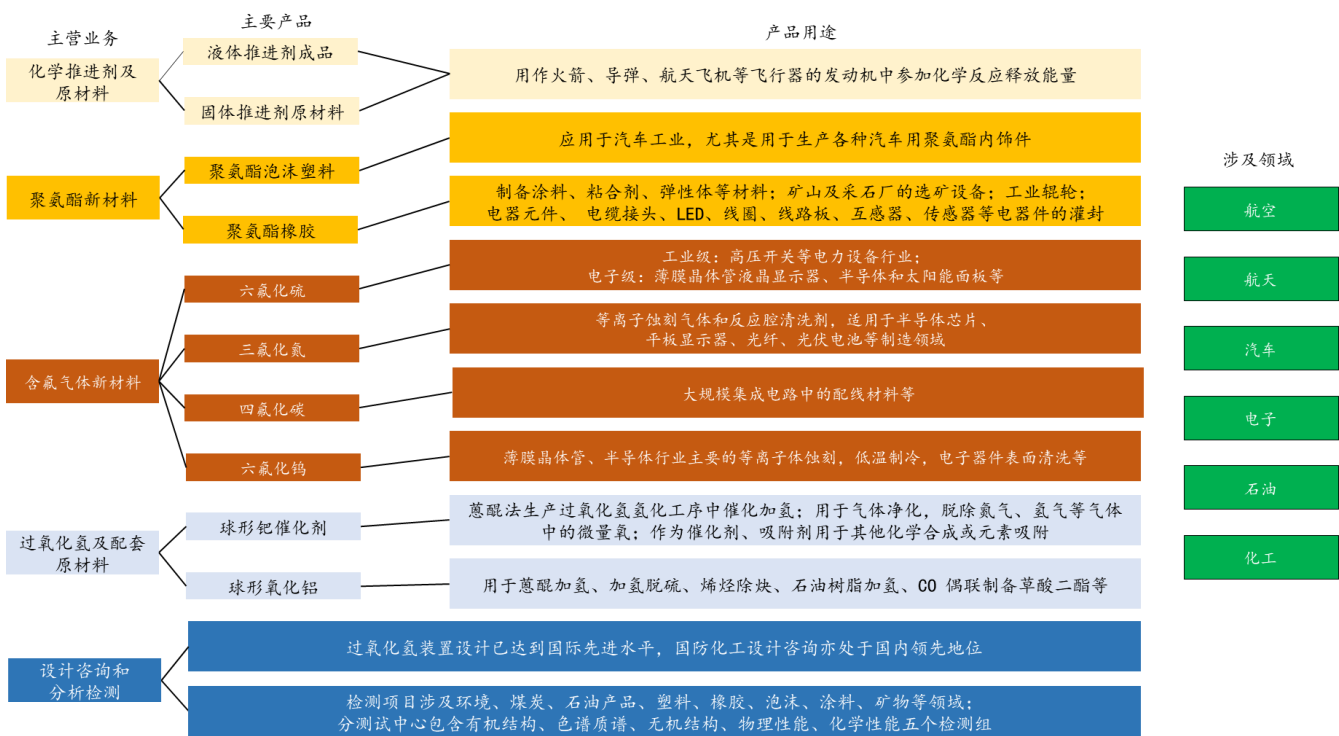 主营业务
主要产品
产品用途
化学推进剂及
原材料
液体推进剂成品
固体推进剂原材料
用作火箭、导弹、航天飞机等飞行器的发动机中参加化学反应释放能量
聚氨酯新材料
聚氨酯泡沫塑料
应用于汽车工业，尤其是用于生产各种汽车用聚氨酯内饰件
聚氨酯橡胶
制备涂料、粘合剂、弹性体等材料；矿山及采石厂的选矿设备；工业辊轮；
电器元件、 电缆接头、LED、线圈、线路板、互感器、传感器等电器件的灌封
含氟气体新材料
六氟化硫
工业级：高压开关等电力设备行业；
电子级：薄膜晶体管液晶显示器、半导体和太阳能面板等
三氟化氮
等离子蚀刻气体和反应腔清洗剂，适用于半导体芯片、
平板显示器、光纤、光伏电池等制造领域
四氟化碳
大规模集成电路中的配线材料等
六氟化钨
薄膜晶体管、半导体行业主要的等离子体蚀刻，低温制冷，电子器件表面清洗等
过氧化氢及配套
原材料
球形钯催化剂
蒽醌法生产过氧化氢氢化工序中催化加氢；用于气体净化，脱除氮气、氢气等气体
中的微量氧；作为催化剂、吸附剂用于其他化学合成或元素吸附
球形氧化铝
用于蒽醌加氢、加氢脱硫、烯烃除炔、石油树脂加氢、CO 偶联制备草酸二酯等
设计咨询和
分析检测
过氧化氢装置设计已达到国际先进水平，国防化工设计咨询亦处于国内领先地位
检测项目涉及环境、煤炭、石油产品、塑料、橡胶、泡沫、涂料、矿物等领域；
分测试中心包含有机结构、色谱质谱、无机结构、物理性能、化学性能五个检测组
涉及领域
航空
航天
汽车
电子
石油
化工